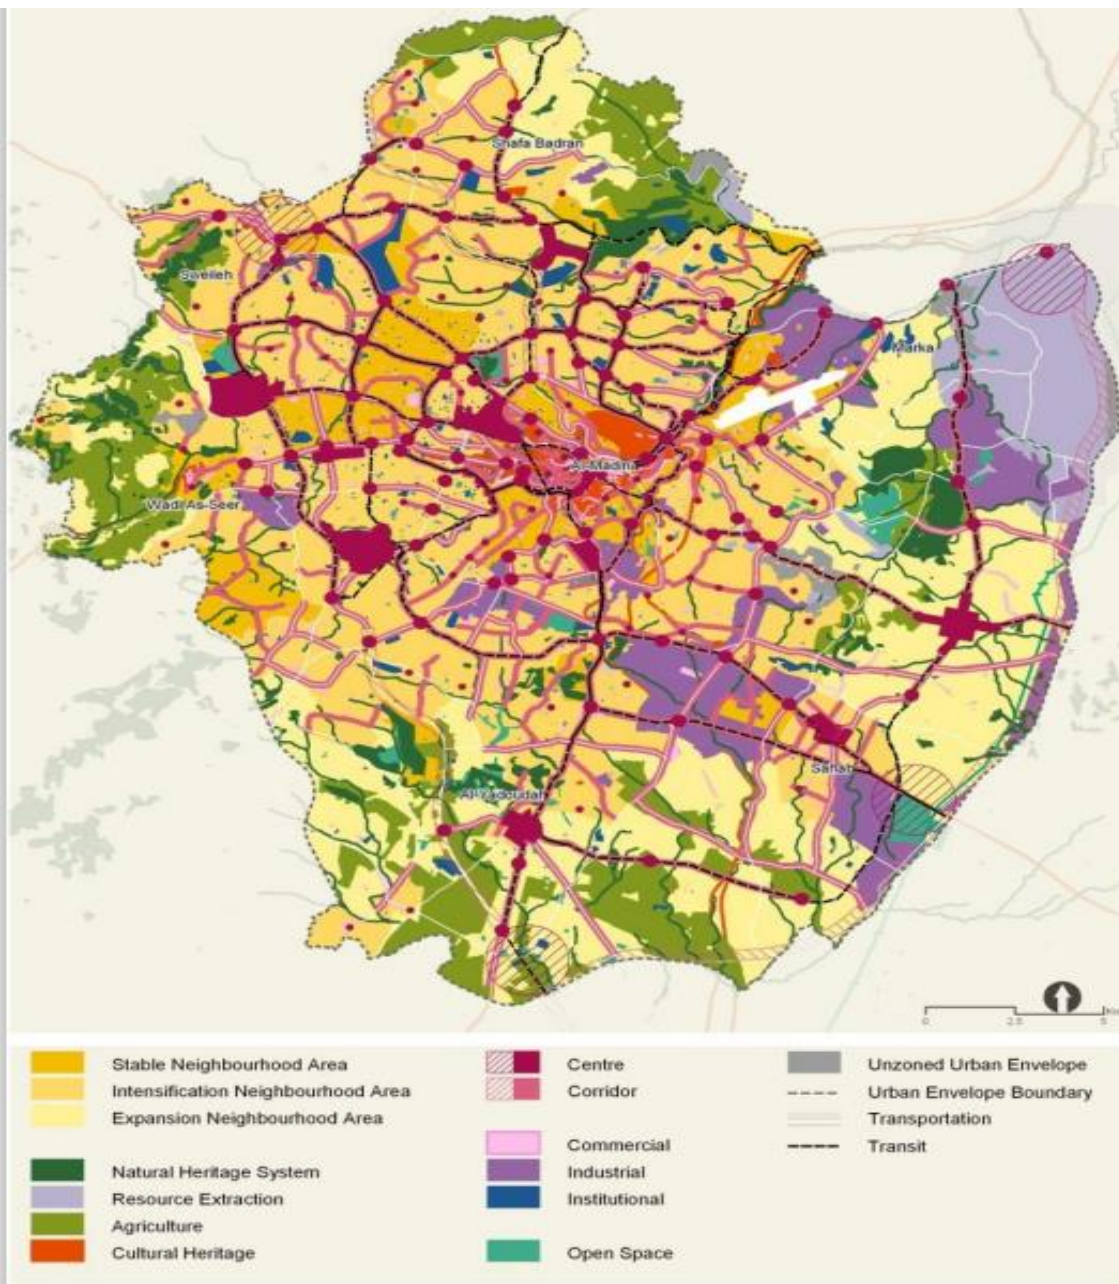 Shafa Badran
Sweileh
Marka
Al-Madina
Wadi As-Seer
Sahab
0 2.5 5
Stable Neighbourhood Area
Intensification Neighbourhood Area
Expansion Neighbourhood Area
Natural Heritage System
Resource Extraction
Agriculture
Cultural Heritage
Centre
Corridor
Commercial
Industrial
Institutional
Open Space
Unzoned Urban Envelope
Urban Envelope Boundary
Transportation
Transit